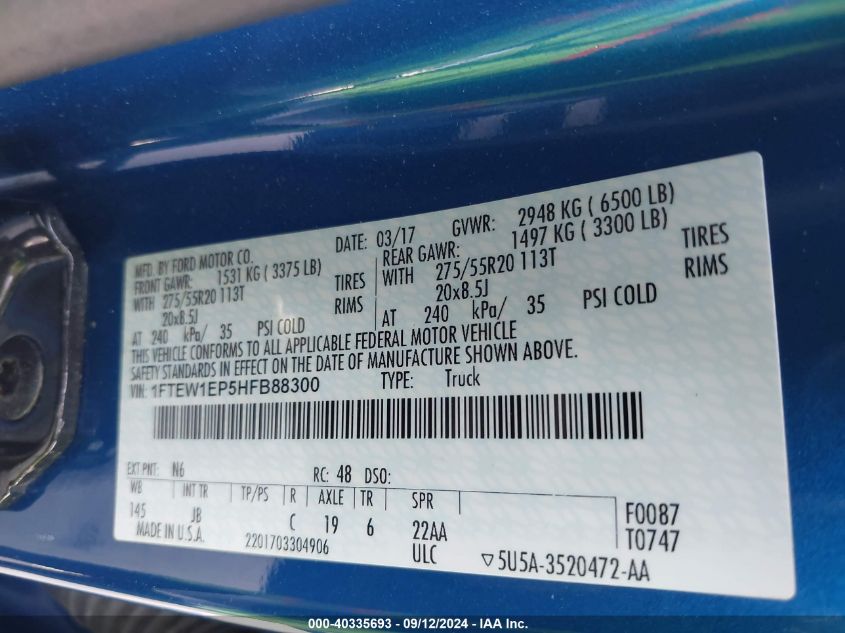 MFD. BY FORD MOTOR CO.
DATE: 03/17 GVWR: 2948 KG ( 6500 LB)
FRONT GAWR: 1531 KG ( 3375 LB)
REAR GAWR: 1497 KG ( 3300 LB)
WITH 275/55R20 113T TIRES
WITH 275/55R20 113T TIRES
20x8.5J RIMS
20x8.5J RIMS
AT 240 kPa/ 35 PSI COLD
AT 240 kPa/ 35 PSI COLD
THIS VEHICLE CONFORMS TO ALL APPLICABLE FEDERAL MOTOR VEHICLE
SAFETY STANDARDS IN EFFECT ON THE DATE OF MANUFACTURE SHOWN ABOVE.
VIN: 1FTEW1EP5HFB88300 TYPE: Truck
EXT PNT: N6 RC: 48 DSO:
WB INT TR TP/PS R AXLE TR SPR
145 JB C 19 6 22AA F0087
MADE IN U.S.A. 2201703304906 ULC T0747
▽5U5A-3520472-AA
000-40335693 - 09/12/2024 - IAA Inc.